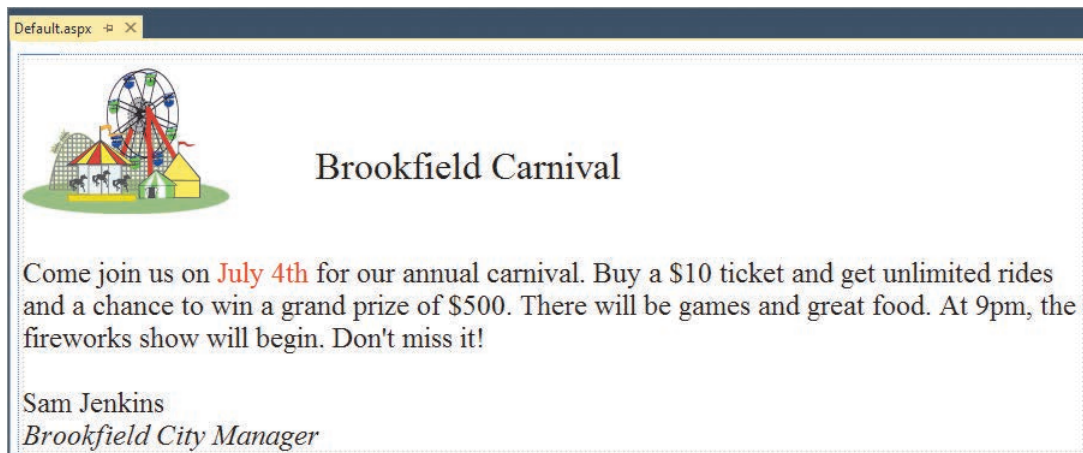 Default.aspx
Brookfield Carnival
Come join us on July 4th for our annual carnival. Buy a $10 ticket and get unlimited rides
and a chance to win a grand prize of $500. There will be games and great food. At 9pm, the
fireworks show will begin. Don't miss it!
Sam Jenkins
Brookfield City Manager